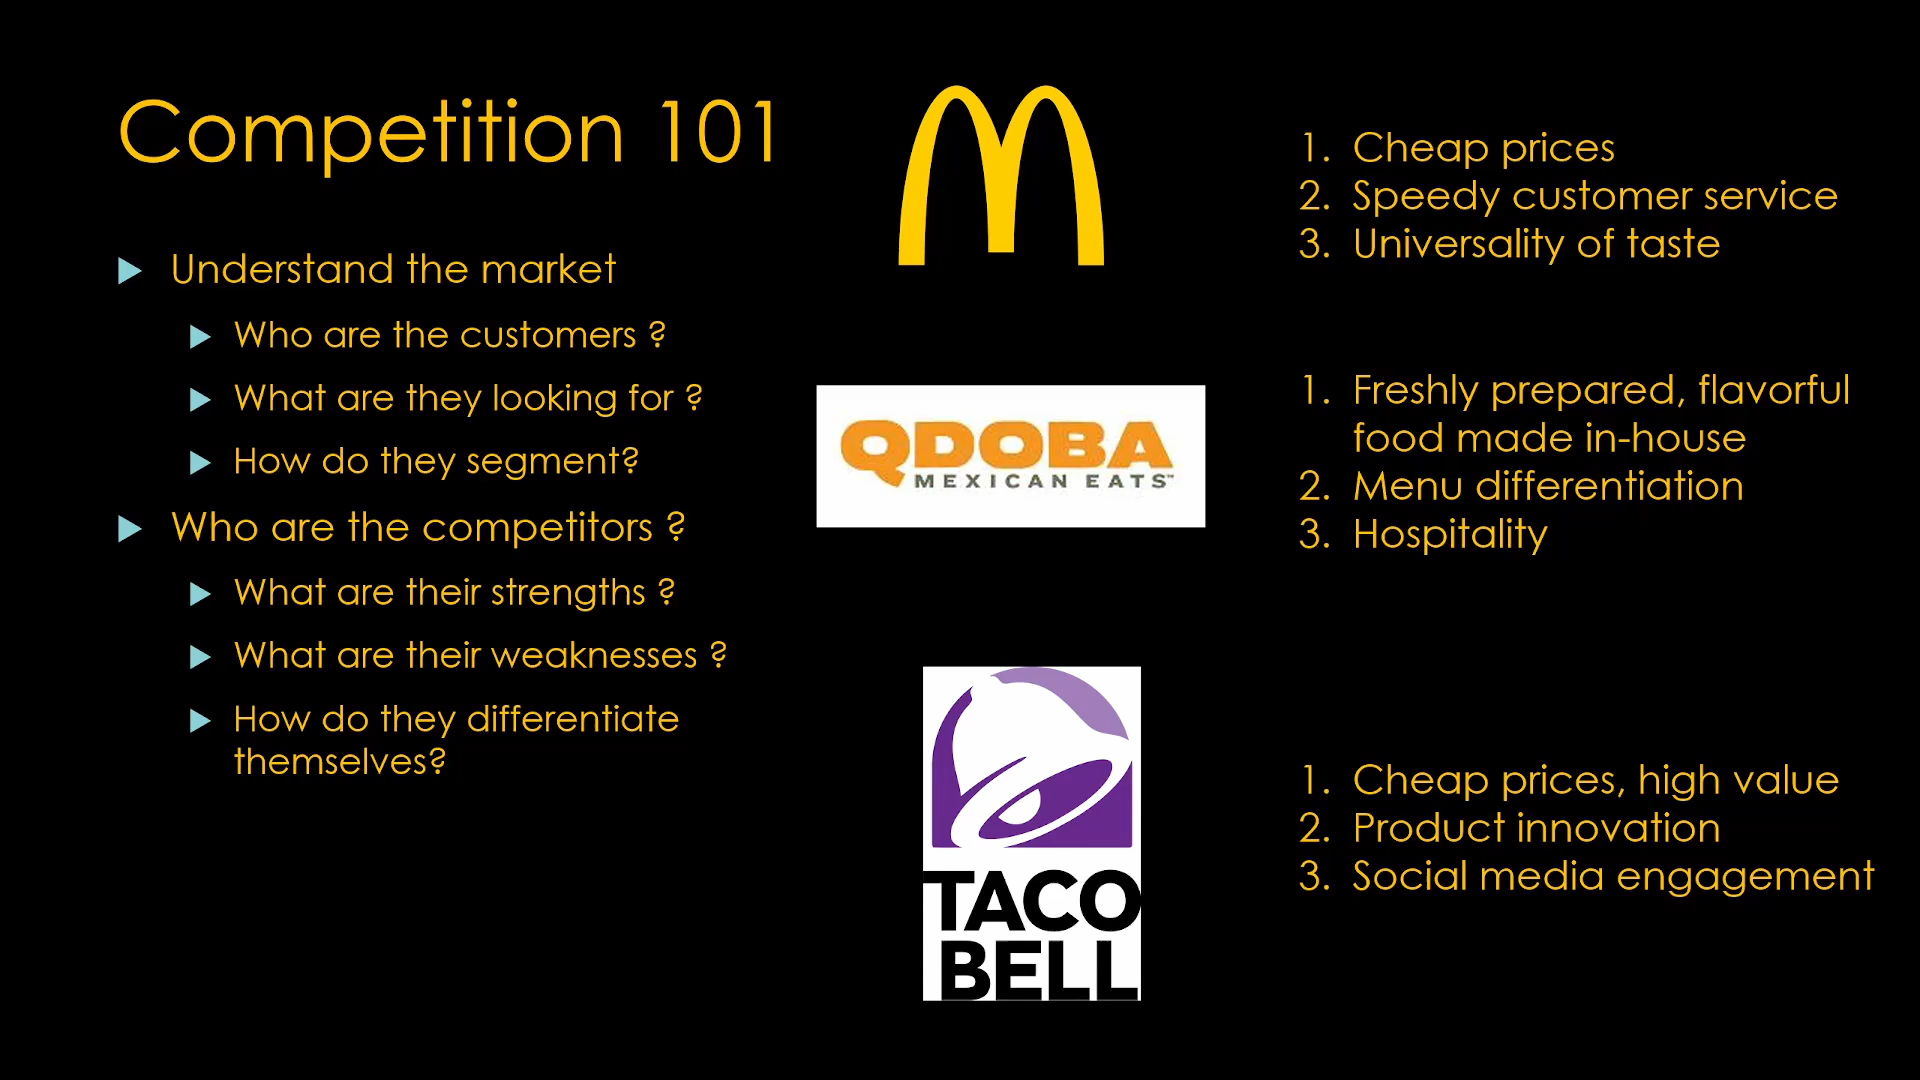 Competition 101
Understand the market
Who are the customers ?
What are they looking for ?
How do they segment?
Who are the competitors ?
What are their strengths ?
What are their weaknesses ?
How do they differentiate
themselves?
1. Cheap prices
2. Speedy customer service
3. Universality of taste
QDOBA
MEXICAN EATS™
1. Freshly prepared, flavorful
food made in-house
2. Menu differentiation
3. Hospitality
TACO
BELL
1. Cheap prices, high value
2. Product innovation
3. Social media engagement